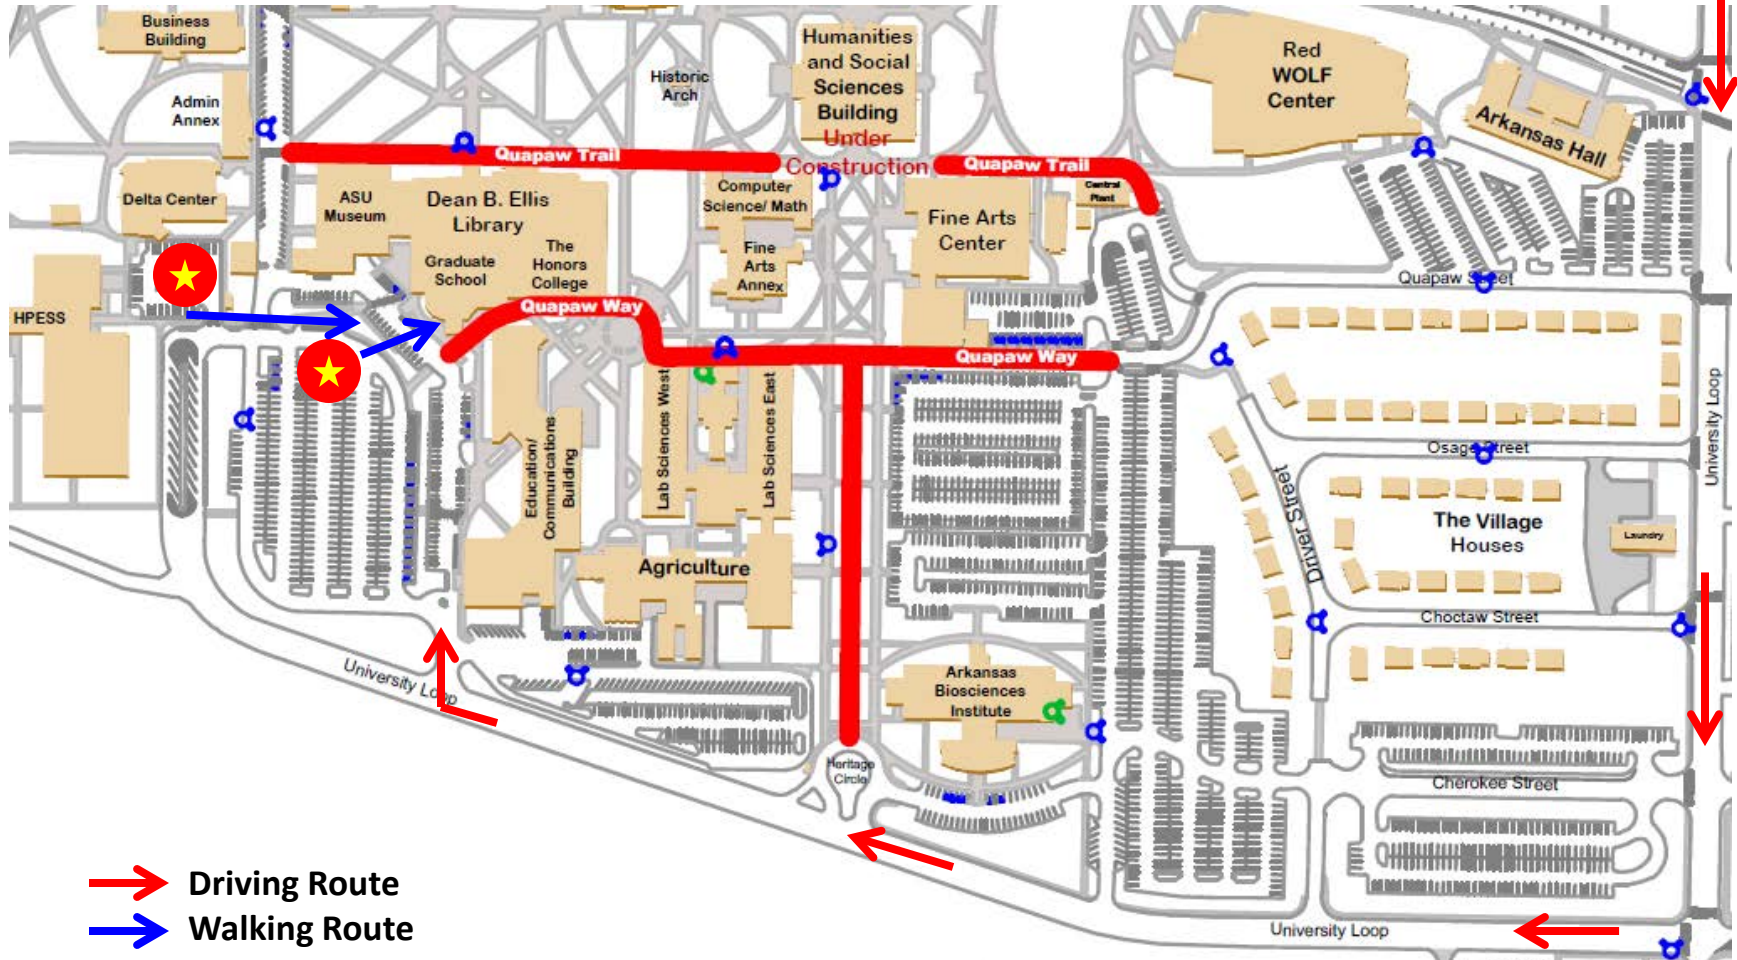 Business
Building
Admin
Annex
Historic
Arch
Humanities
and Social
Sciences
Building
Under
Construction
Red
WOLF
Center
Arkansas Hall
Quapaw Trail
Quapaw Trail
Delta Center
ASU
Museum
Dean B. Ellis
Library
Graduate
School
The
Honors
College
Computer
Science/ Math
Fine
Arts
Annex
Fine Arts
Center
Central
Plant
HPESS
Quapaw Way
Quapaw Way
Quapaw Street
Osage Street
University Loop
Driver Street
The Village
Houses
Laundry
Choctaw Street
Cherokee Street
Education/
Communications
Building
Lab Sciences West
Lab Sciences East
Agriculture
Arkansas
Biosciences
Institute
Heritage
Circle
University Loop
University Loop
Driving Route
Walking Route